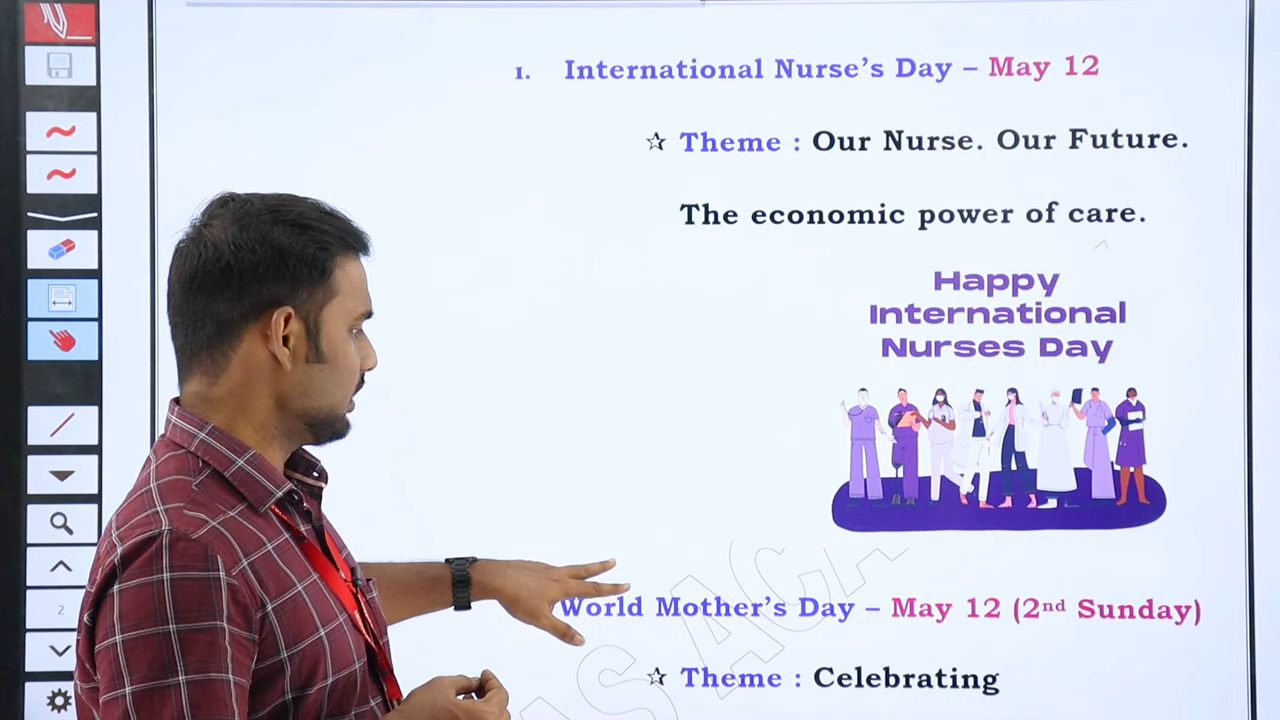 1. International Nurse's Day – May 12
☆ Theme : Our Nurse. Our Future.
The economic power of care.
Happy
International
Nurses Day
World Mother's Day – May 12 (2nd Sunday)
☆ Theme : Celebrating
2